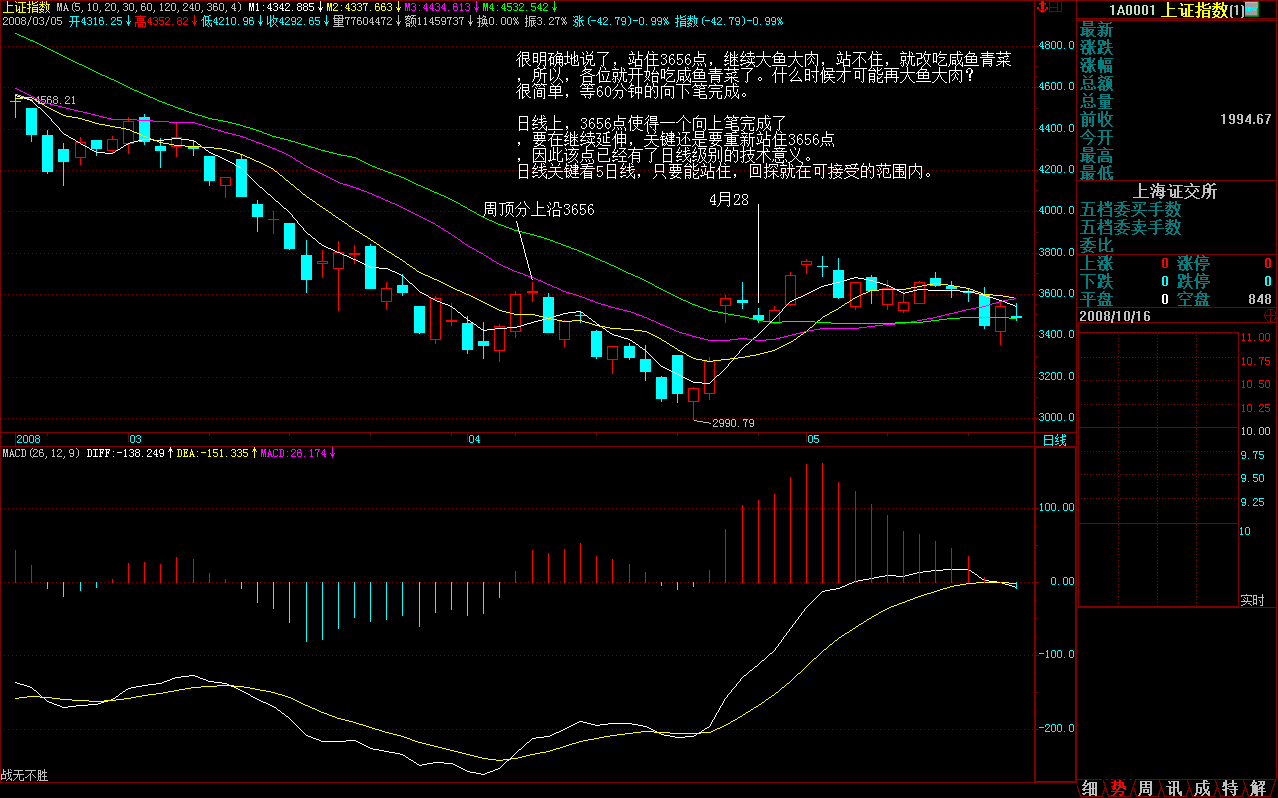 上证指数 MA(5,10,20,30,60,120,240,360,4) M1:4342.885↓M2:4337.663↓M3:4434.613↓M4:4532.542↓
2008/03/05 开4316.25↓高4352.82↓低4210.96↓收4292.65↓量77604472↓额11459737↓换0.00% 振3.27% 涨(-42.79)-0.99% 指数(-42.79)-0.99%
4568.21
很明确地说了，站住3656点，继续大鱼大肉，站不住，就改吃咸鱼青菜
，所以，各位就开始吃咸鱼青菜了。什么时候才可能再大鱼大肉？
很简单，等60分钟的向下笔完成。
日线上，3656点使得一个向上笔完成了
，要在继续延伸，关键还是要重新站住3656点
，因此该点已经有了日线级别的技术意义。
日线关键看5日线，只要能站住，回探就在可接受的范围内。
周顶分上沿3656
4月28
2990.79
4800.0
4600.0
4400.0
4200.0
4000.0
3800.0
3600.0
3400.0
3200.0
3000.0
2008 03 04 05 日线
MACD(26,12,9) DIFF:-138.249↑DEA:-151.335↑MACD:26.174↓
100.00
0.00
-100.0
-200.0
战无不胜
1A0001 上证指数(1)
最新
涨跌
涨幅
总额
总量
前收 1994.67
今开
最高
最低
上海证交所
五档委买手数
五档委卖手数
委比
上涨 0 涨停 0
下跌 0 跌停 0
平盘 0 空盘 848
2008/10/16
11.00
10.75
10.50
10.25
10.00
9.75
9.50
9.25
10
实时
细 势 周 讯 成 特 解